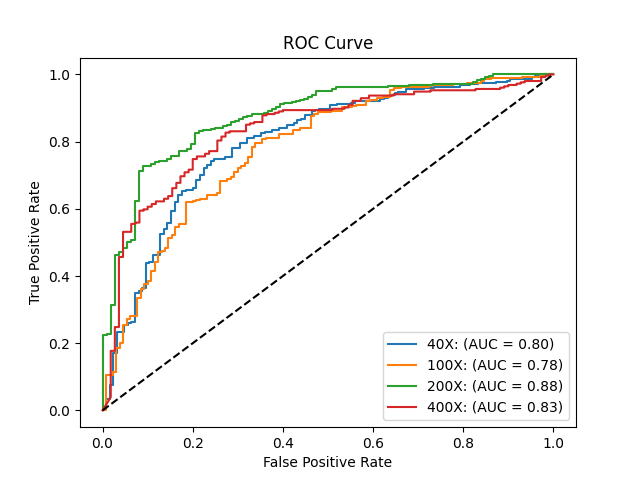 ROC Curve
1.0
0.8
0.6
0.4
0.2
0.0
True Positive Rate
40X: (AUC = 0.80)
100X: (AUC = 0.78)
200X: (AUC = 0.88)
400X: (AUC = 0.83)
0.0 0.2 0.4 0.6 0.8 1.0
False Positive Rate